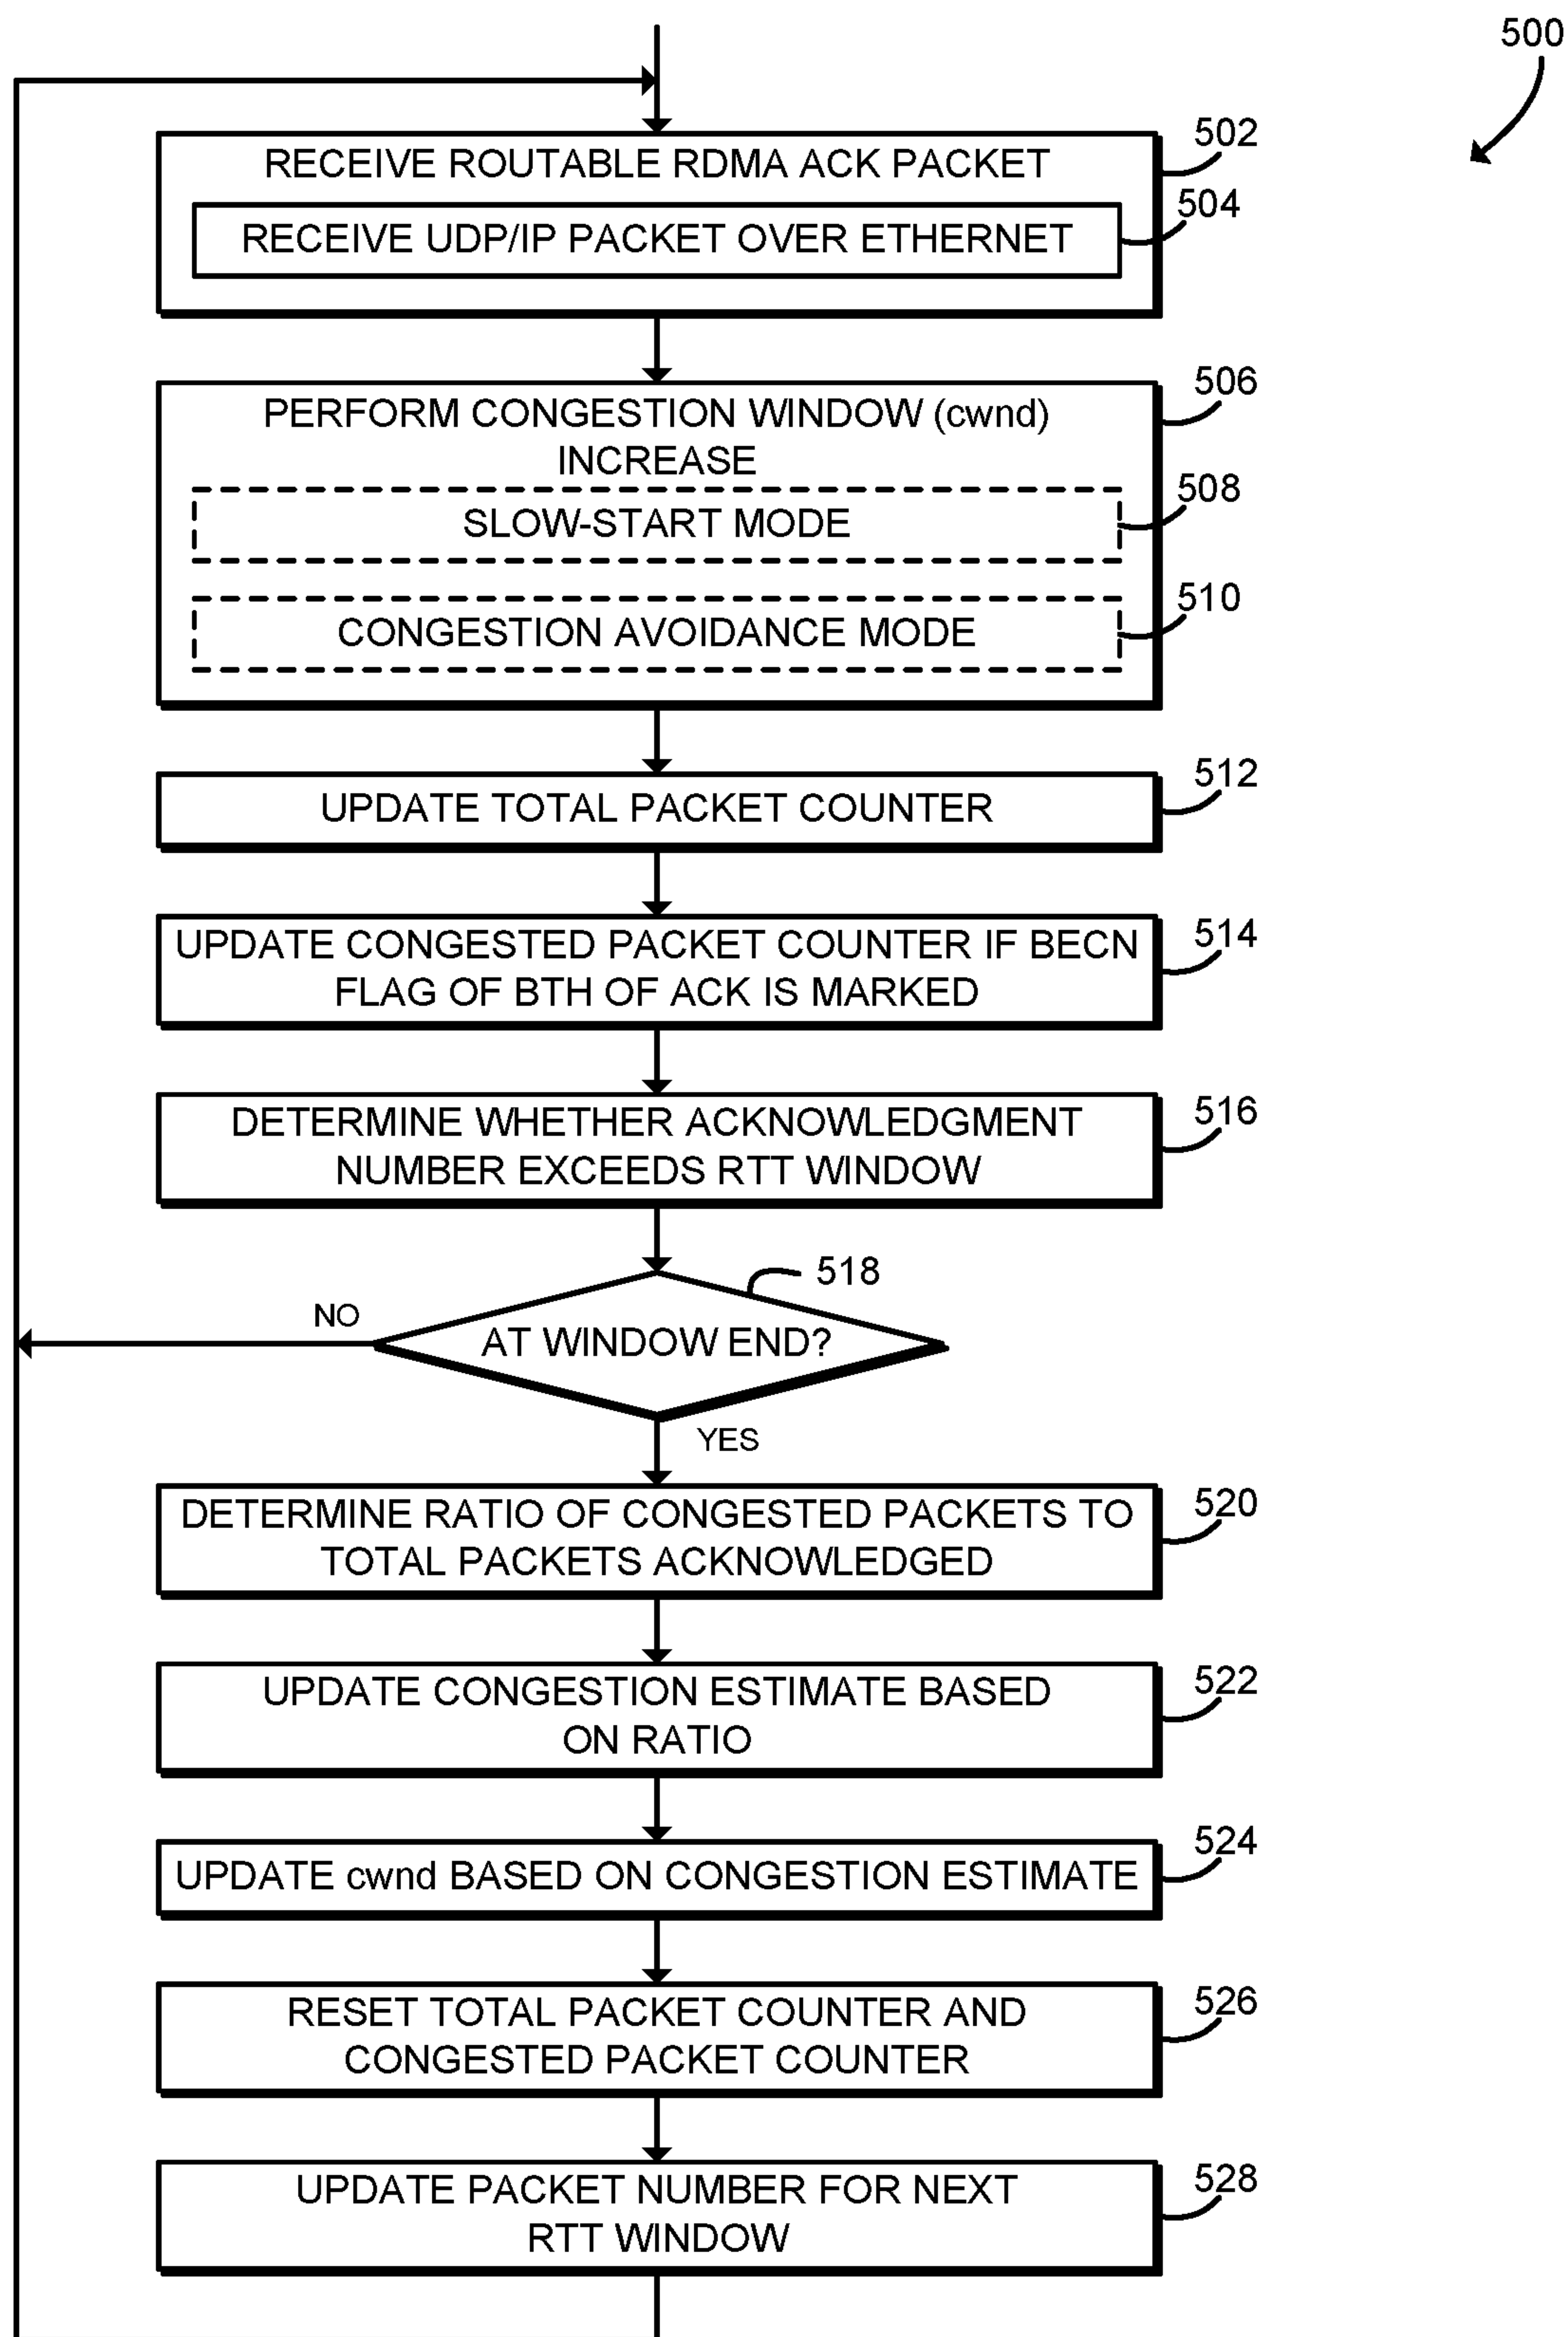 500
502
RECEIVE ROUTABLE RDMA ACK PACKET
504
RECEIVE UDP/IP PACKET OVER ETHERNET
506
PERFORM CONGESTION WINDOW (cwnd)
INCREASE
508
SLOW-START MODE
510
CONGESTION AVOIDANCE MODE
512
UPDATE TOTAL PACKET COUNTER
514
UPDATE CONGESTED PACKET COUNTER IF BECN
FLAG OF BTH OF ACK IS MARKED
516
DETERMINE WHETHER ACKNOWLEDGMENT
NUMBER EXCEEDS RTT WINDOW
518
NO
AT WINDOW END?
YES
520
DETERMINE RATIO OF CONGESTED PACKETS TO
TOTAL PACKETS ACKNOWLEDGED
522
UPDATE CONGESTION ESTIMATE BASED
ON RATIO
524
UPDATE cwnd BASED ON CONGESTION ESTIMATE
526
RESET TOTAL PACKET COUNTER AND
CONGESTED PACKET COUNTER
528
UPDATE PACKET NUMBER FOR NEXT
RTT WINDOW